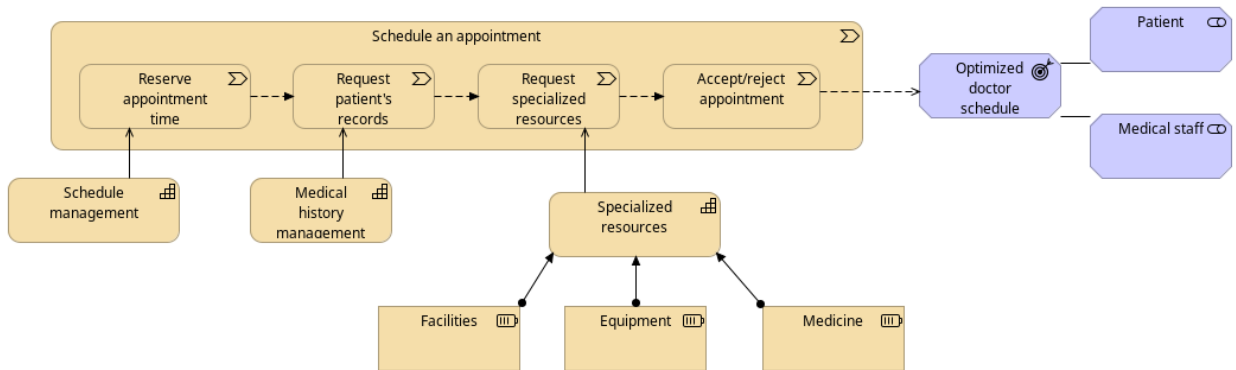 Patient
Schedule an appointment
Optimized
doctor
schedule
Reserve
appointment
time
Request
patient's
records
Request
specialized
resources
Accept/reject
appointment
Medical staff
Schedule
management
Medical
history
management
Specialized
resources
Facilities
Equipment
Medicine